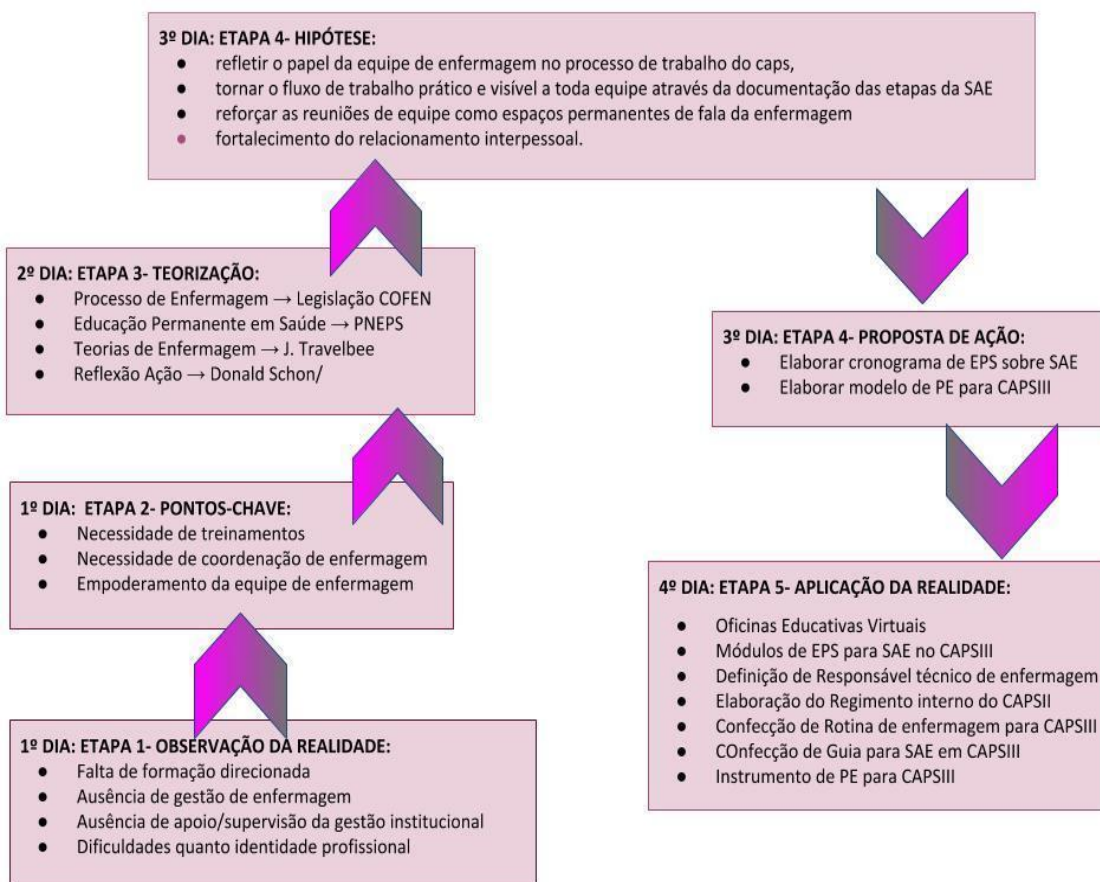 3º DIA: ETAPA 4- HIPÓTESE:
● refletir o papel da equipe de enfermagem no processo de trabalho do caps,
● tornar o fluxo de trabalho prático e visível a toda equipe através da documentação das etapas da SAE
● reforçar as reuniões de equipe como espaços permanentes de fala da enfermagem
● fortalecimento do relacionamento interpessoal.
2º DIA: ETAPA 3- TEORIZAÇÃO:
● Processo de Enfermagem → Legislação COFEN
● Educação Permanente em Saúde → PNEPS
● Teorias de Enfermagem → J. Travelbee
● Reflexão Ação → Donald Schon/
1º DIA: ETAPA 2- PONTOS-CHAVE:
● Necessidade de treinamentos
● Necessidade de coordenação de enfermagem
● Empoderamento da equipe de enfermagem
1º DIA: ETAPA 1- OBSERVAÇÃO DA REALIDADE:
● Falta de formação direcionada
● Ausência de gestão de enfermagem
● Ausência de apoio/supervisão da gestão institucional
● Dificuldades quanto identidade profissional
3º DIA: ETAPA 4- PROPOSTA DE AÇÃO:
● Elaborar cronograma de EPS sobre SAE
● Elaborar modelo de PE para CAPSIII
4º DIA: ETAPA 5- APLICAÇÃO DA REALIDADE:
● Oficinas Educativas Virtuais
● Módulos de EPS para SAE no CAPSIII
● Definição de Responsável técnico de enfermagem
● Elaboração do Regimento interno do CAPSII
● Confecção de Rotina de enfermagem para CAPSIII
● COnfecção de Guia para SAE em CAPSIII
● Instrumento de PE para CAPSIII